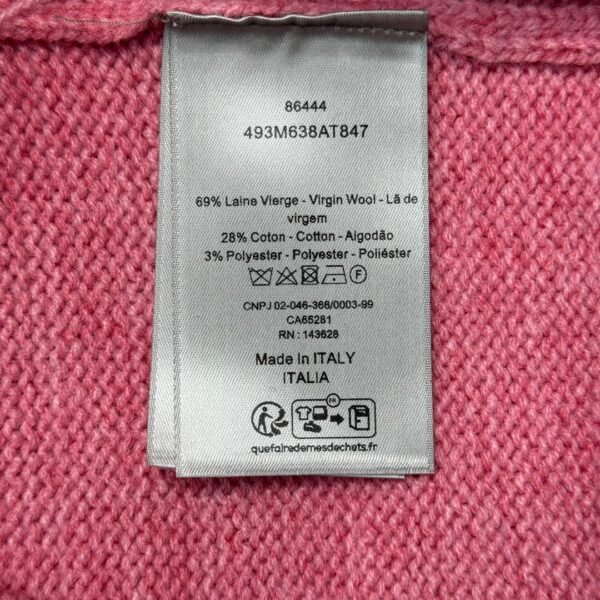 86444
493M638AT847
69% Laine Vierge - Virgin Wool - Lã de
virgem
28% Coton - Cotton - Algodão
3% Polyester - Polyester - Poliéster
F
CNPJ 02-046-366/0003-99
CA65281
RN : 143628
Made In ITALY
ITALIA
FR
quefairedemesdechets.fr